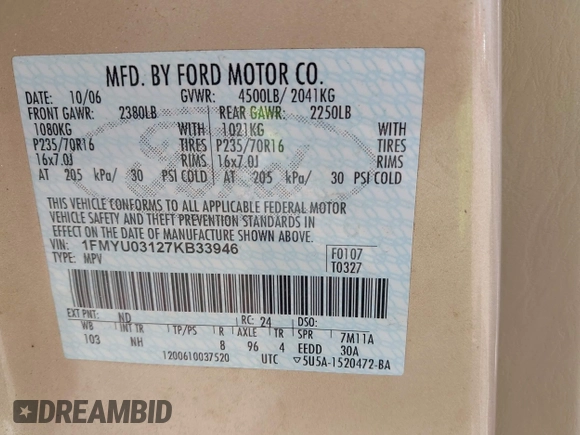 MFD. BY FORD MOTOR CO.
DATE: 10/06 GVWR: 4500LB/ 2041KG
FRONT GAWR: 2380LB REAR GAWR: 2250LB
1080KG WITH 1021KG WITH
P235/70R16 TIRES P235/70R16 TIRES
16x7.0J RIMS 16x7.0J RIMS
AT 205 kPa/ 30 PSI COLD AT 205 kPa/ 30 PSI COLD
THIS VEHICLE CONFORMS TO ALL APPLICABLE FEDERAL MOTOR
VEHICLE SAFETY AND THEFT PREVENTION STANDARDS IN
EFFECT ON THE DATE OF MANUFACTURE SHOWN ABOVE.
VIN: 1FMYU03127KB33946 F0107
TYPE: MPV T0327
EXT PNT: ND RC: 24 DSO:
WB INT TR TP/PS R AXLE TR SPR 7M11A
103 NH 8 96 4 EEDD 30A
1200610037520 UTC ▽5U5A-1520472-BA
Ford
DREAMBID